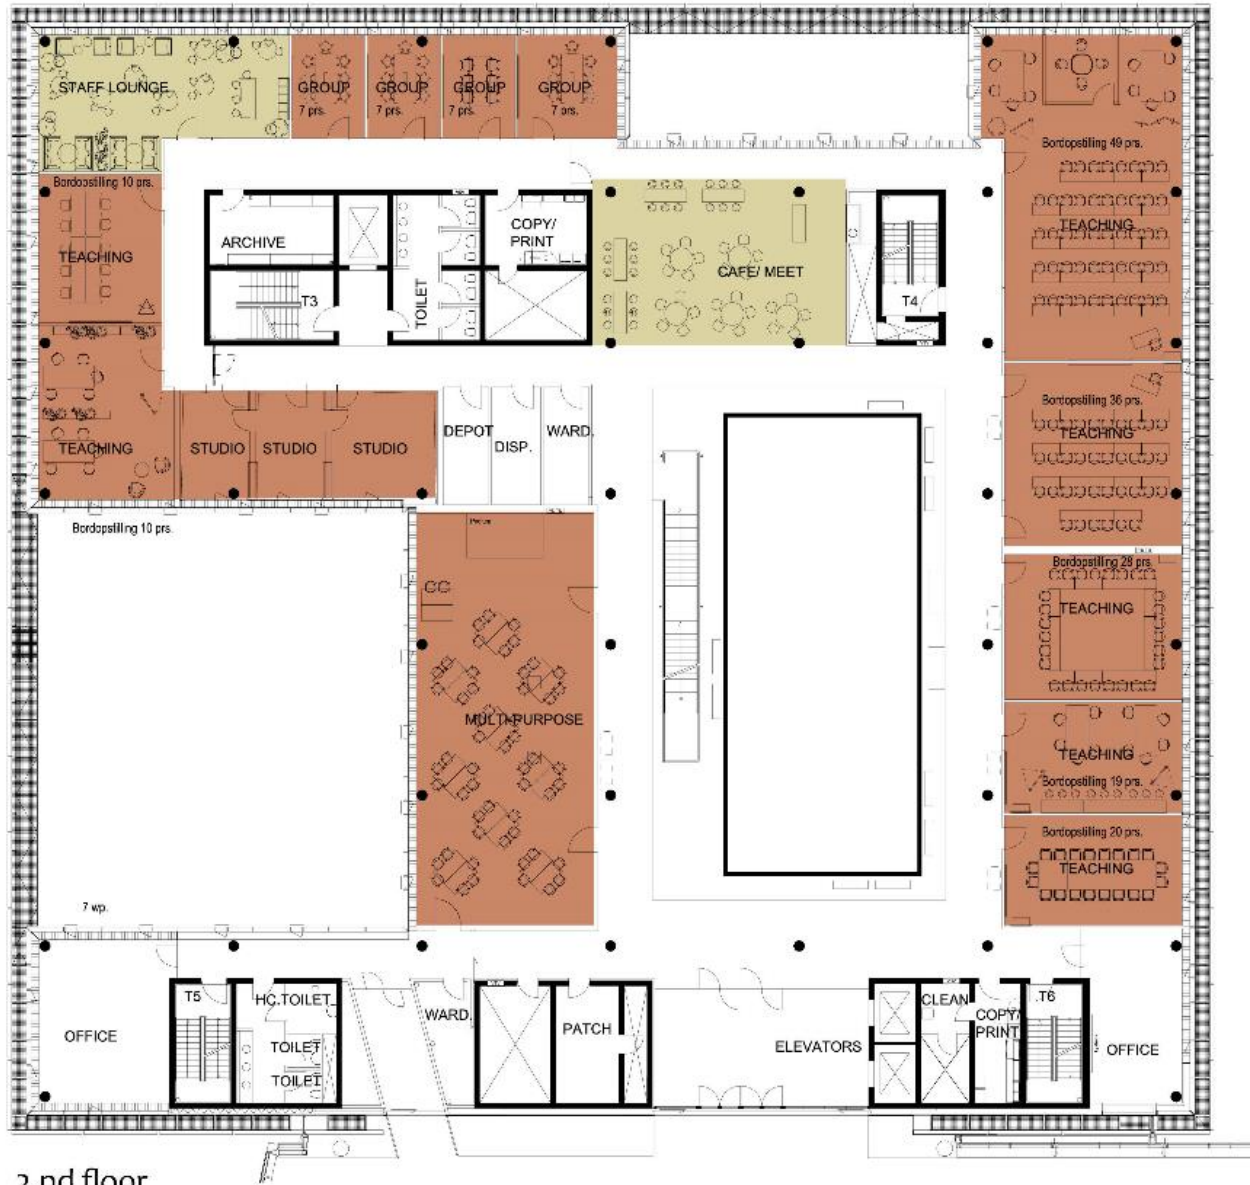 STAFF LOUNGE
GROUP
7 prs.
GROUP
7 prs.
GROUP
7 prs.
GROUP
7 prs.
Bordopstilling 49 prs.
TEACHING
Bordopstilling 10 prs.
TEACHING
ARCHIVE
T3
TOILET
COPY/
PRINT
CAFE/ MEET
T4
TEACHING
STUDIO
STUDIO
STUDIO
DEPOT
DISP.
WARD.
Bordopstilling 36 prs.
TEACHING
Bordopstilling 10 prs.
Bordopstilling 28 prs.
TEACHING
MULTI-PURPOSE
TEACHING
Bordopstilling 19 prs.
Bordopstilling 20 prs.
TEACHING
7 wp.
OFFICE
T5
HC.TOILET
TOILET
TOILET
WARD.
PATCH
ELEVATORS
CLEAN
COPY/
PRINT
T6
OFFICE
2 nd floor